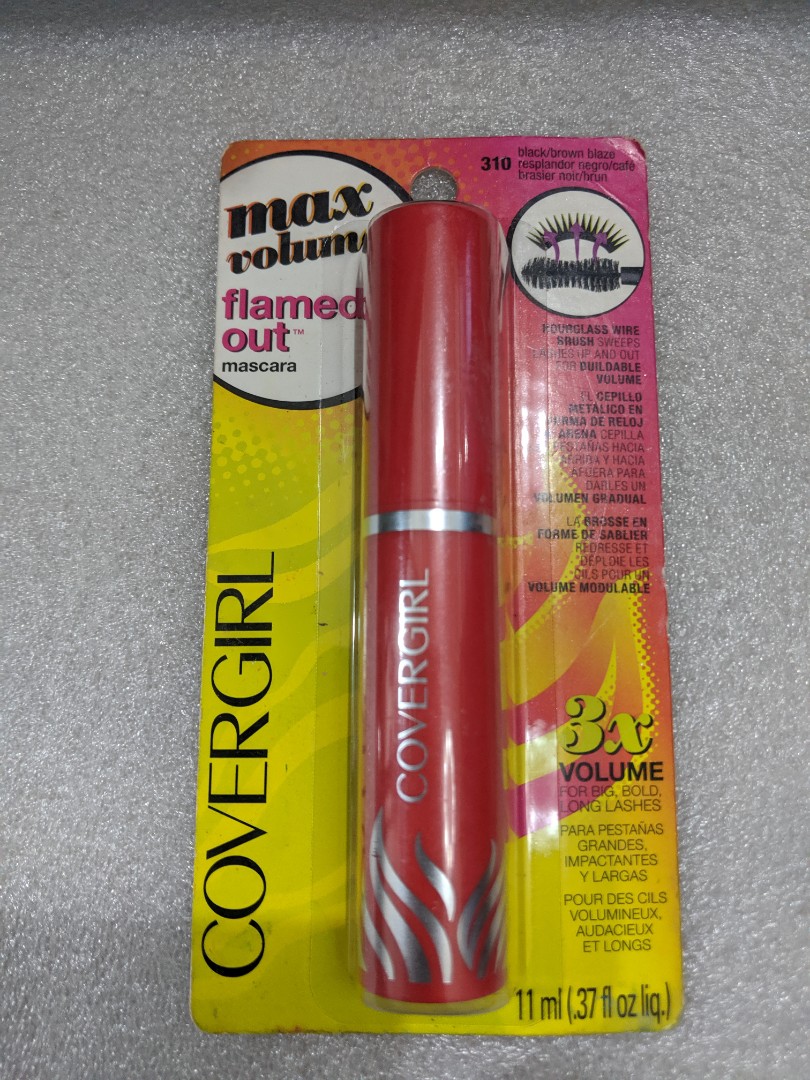 310 black/brown blaze
resplandor negro/café
brasier noir/brun
max
volume
flamed
out™
mascara
HOURGLASS WIRE
BRUSH SWEEPS
LASHES UP AND OUT
FOR BUILDABLE
VOLUME
EL CEPILLO
METÁLICO EN
FORMA DE RELOJ
ARENA CEPILLA
PESTAÑAS HACIA
ARRIBA Y HACIA
AFUERA PARA
DARLES UN
VOLUMEN GRADUAL
LA BROSSE EN
FORME DE SABLIER
REDRESSE ET
DÉPLOIE LES
CILS POUR UN
VOLUME MODULABLE
COVERGIRL
COVERGIRL
3x
VOLUME
FOR BIG, BOLD,
LONG LASHES
PARA PESTAÑAS
GRANDES,
IMPACTANTES
Y LARGAS
POUR DES CILS
VOLUMINEUX,
AUDACIEUX
ET LONGS
11 ml (.37 fl oz liq.)